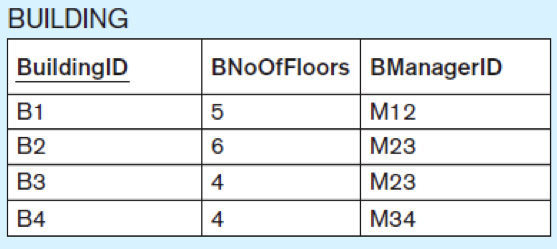 BUILDING
BuildingID BNoOfFloors BManagerID
B1 5 M12
B2 6 M23
B3 4 M23
B4 4 M34